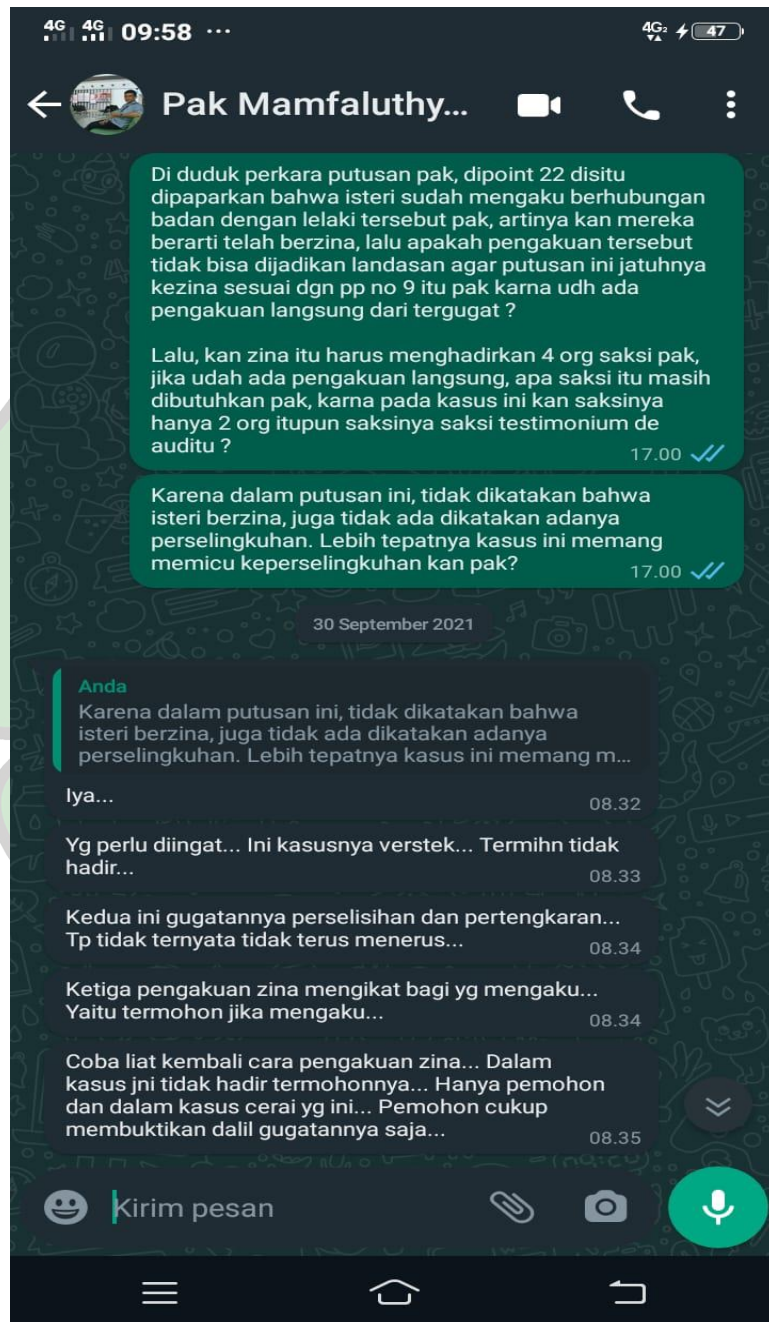 4G 4G 09:58 ...
4G2 47
Pak Mamfaluthy...
Di duduk perkara putusan pak, dipoint 22 disitu
dipaparkan bahwa isteri sudah mengaku berhubungan
badan dengan lelaki tersebut pak, artinya kan mereka
berarti telah berzina, lalu apakah pengakuan tersebut
tidak bisa dijadikan landasan agar putusan ini jatuhnya
kezina sesuai dgn pp no 9 itu pak karna udh ada
pengakuan langsung dari tergugat ?
Lalu, kan zina itu harus menghadirkan 4 org saksi pak,
jika udah ada pengakuan langsung, apa saksi itu masih
dibutuhkan pak, karna pada kasus ini kan saksinya
hanya 2 org itupun saksinya saksi testimonium de
auditu ?
17.00
Karena dalam putusan ini, tidak dikatakan bahwa
isteri berzina, juga tidak ada dikatakan adanya
perselingkuhan. Lebih tepatnya kasus ini memang
memicu keperselingkuhan kan pak?
17.00
30 September 2021
Anda
Karena dalam putusan ini, tidak dikatakan bahwa
isteri berzina, juga tidak ada dikatakan adanya
perselingkuhan. Lebih tepatnya kasus ini memang m...
Iya...
08.32
Yg perlu diingat... Ini kasusnya verstek... Termihn tidak
hadir...
08.33
Kedua ini gugatannya perselisihan dan pertengkaran...
Tp tidak ternyata tidak terus menerus...
08.34
Ketiga pengakuan zina mengikat bagi yg mengaku...
Yaitu termohon jika mengaku...
08.34
Coba liat kembali cara pengakuan zina... Dalam
kasus jni tidak hadir termohonnya... Hanya pemohon
dan dalam kasus cerai yg ini... Pemohon cukup
membuktikan dalil gugatannya saja...
08.35
Kirim pesan